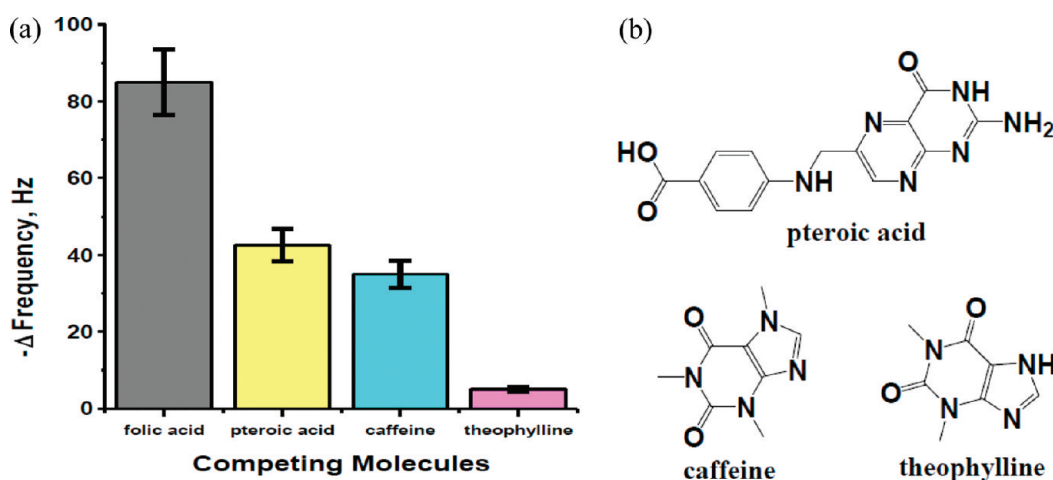 (a)
100
80
60
40
20
0
-Δ Frequency, Hz
folic acid pteroic acid caffeine theophylline
Competing Molecules
(b)
O
N NH
HO N NH2
N N
NH
O
pteroic acid
O N
N N
N
O
caffeine
O
N NH
O N N
theophylline